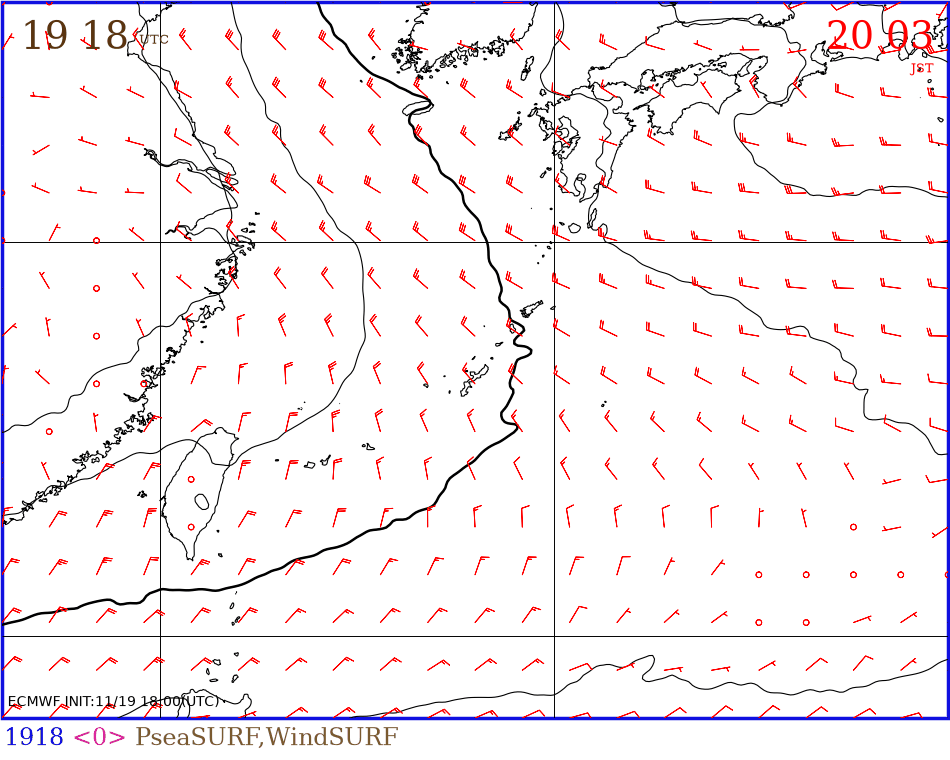 19 18 UTC
20 03
JST
ECMWF INIT:11/19 18:00(UTC)
1918 <0> PseaSURF,WindSURF